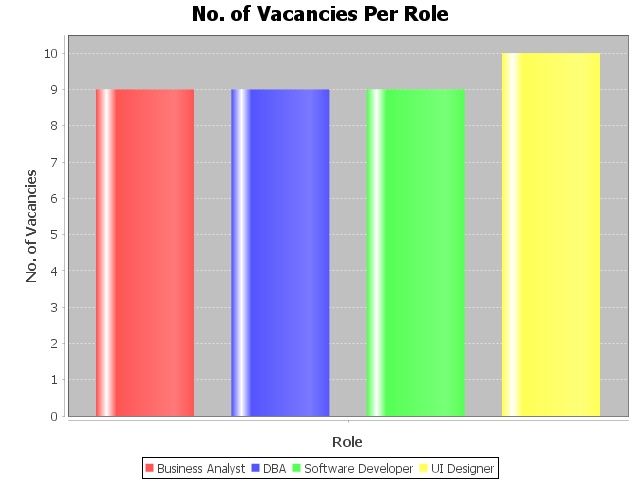 No. of Vacancies Per Role
No. of Vacancies
10
9
8
7
6
5
4
3
2
1
0
Role
Business Analyst DBA Software Developer UI Designer